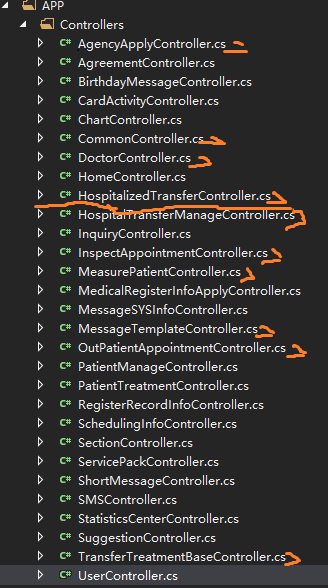 APP
Controllers
C# AgencyApplyController.cs
C# AgreementController.cs
C# BirthdayMessageController.cs
C# CardActivityController.cs
C# ChartController.cs
C# CommonController.cs
C# DoctorController.cs
C# HomeController.cs
C# HospitalizedTransferController.cs
C# HospitalTransferManageController.cs
C# InquiryController.cs
C# InspectAppointmentController.cs
C# MeasurePatientController.cs
C# MedicalRegisterInfoApplyController.cs
C# MessageSYSInfoController.cs
C# MessageTemplateController.cs
C# OutPatientAppointmentController.cs
C# PatientManageController.cs
C# PatientTreatmentController.cs
C# RegisterRecordInfoController.cs
C# SchedulingInfoController.cs
C# SectionController.cs
C# ServicePackController.cs
C# ShortMessageController.cs
C# SMSController.cs
C# StatisticsCenterController.cs
C# SuggestionController.cs
C# TransferTreatmentBaseController.cs
C# UserController.cs